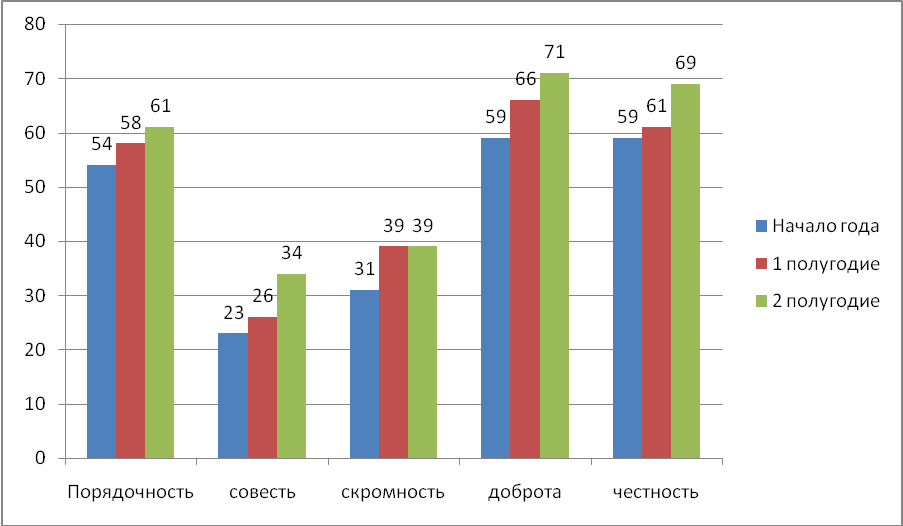 80
70
60
50
40
30
20
10
0
54 58 61
23 26 34
31 39 39
59 66 71
59 61 69
Порядочность совесть скромность доброта честность
Начало года
1 полугодие
2 полугодие